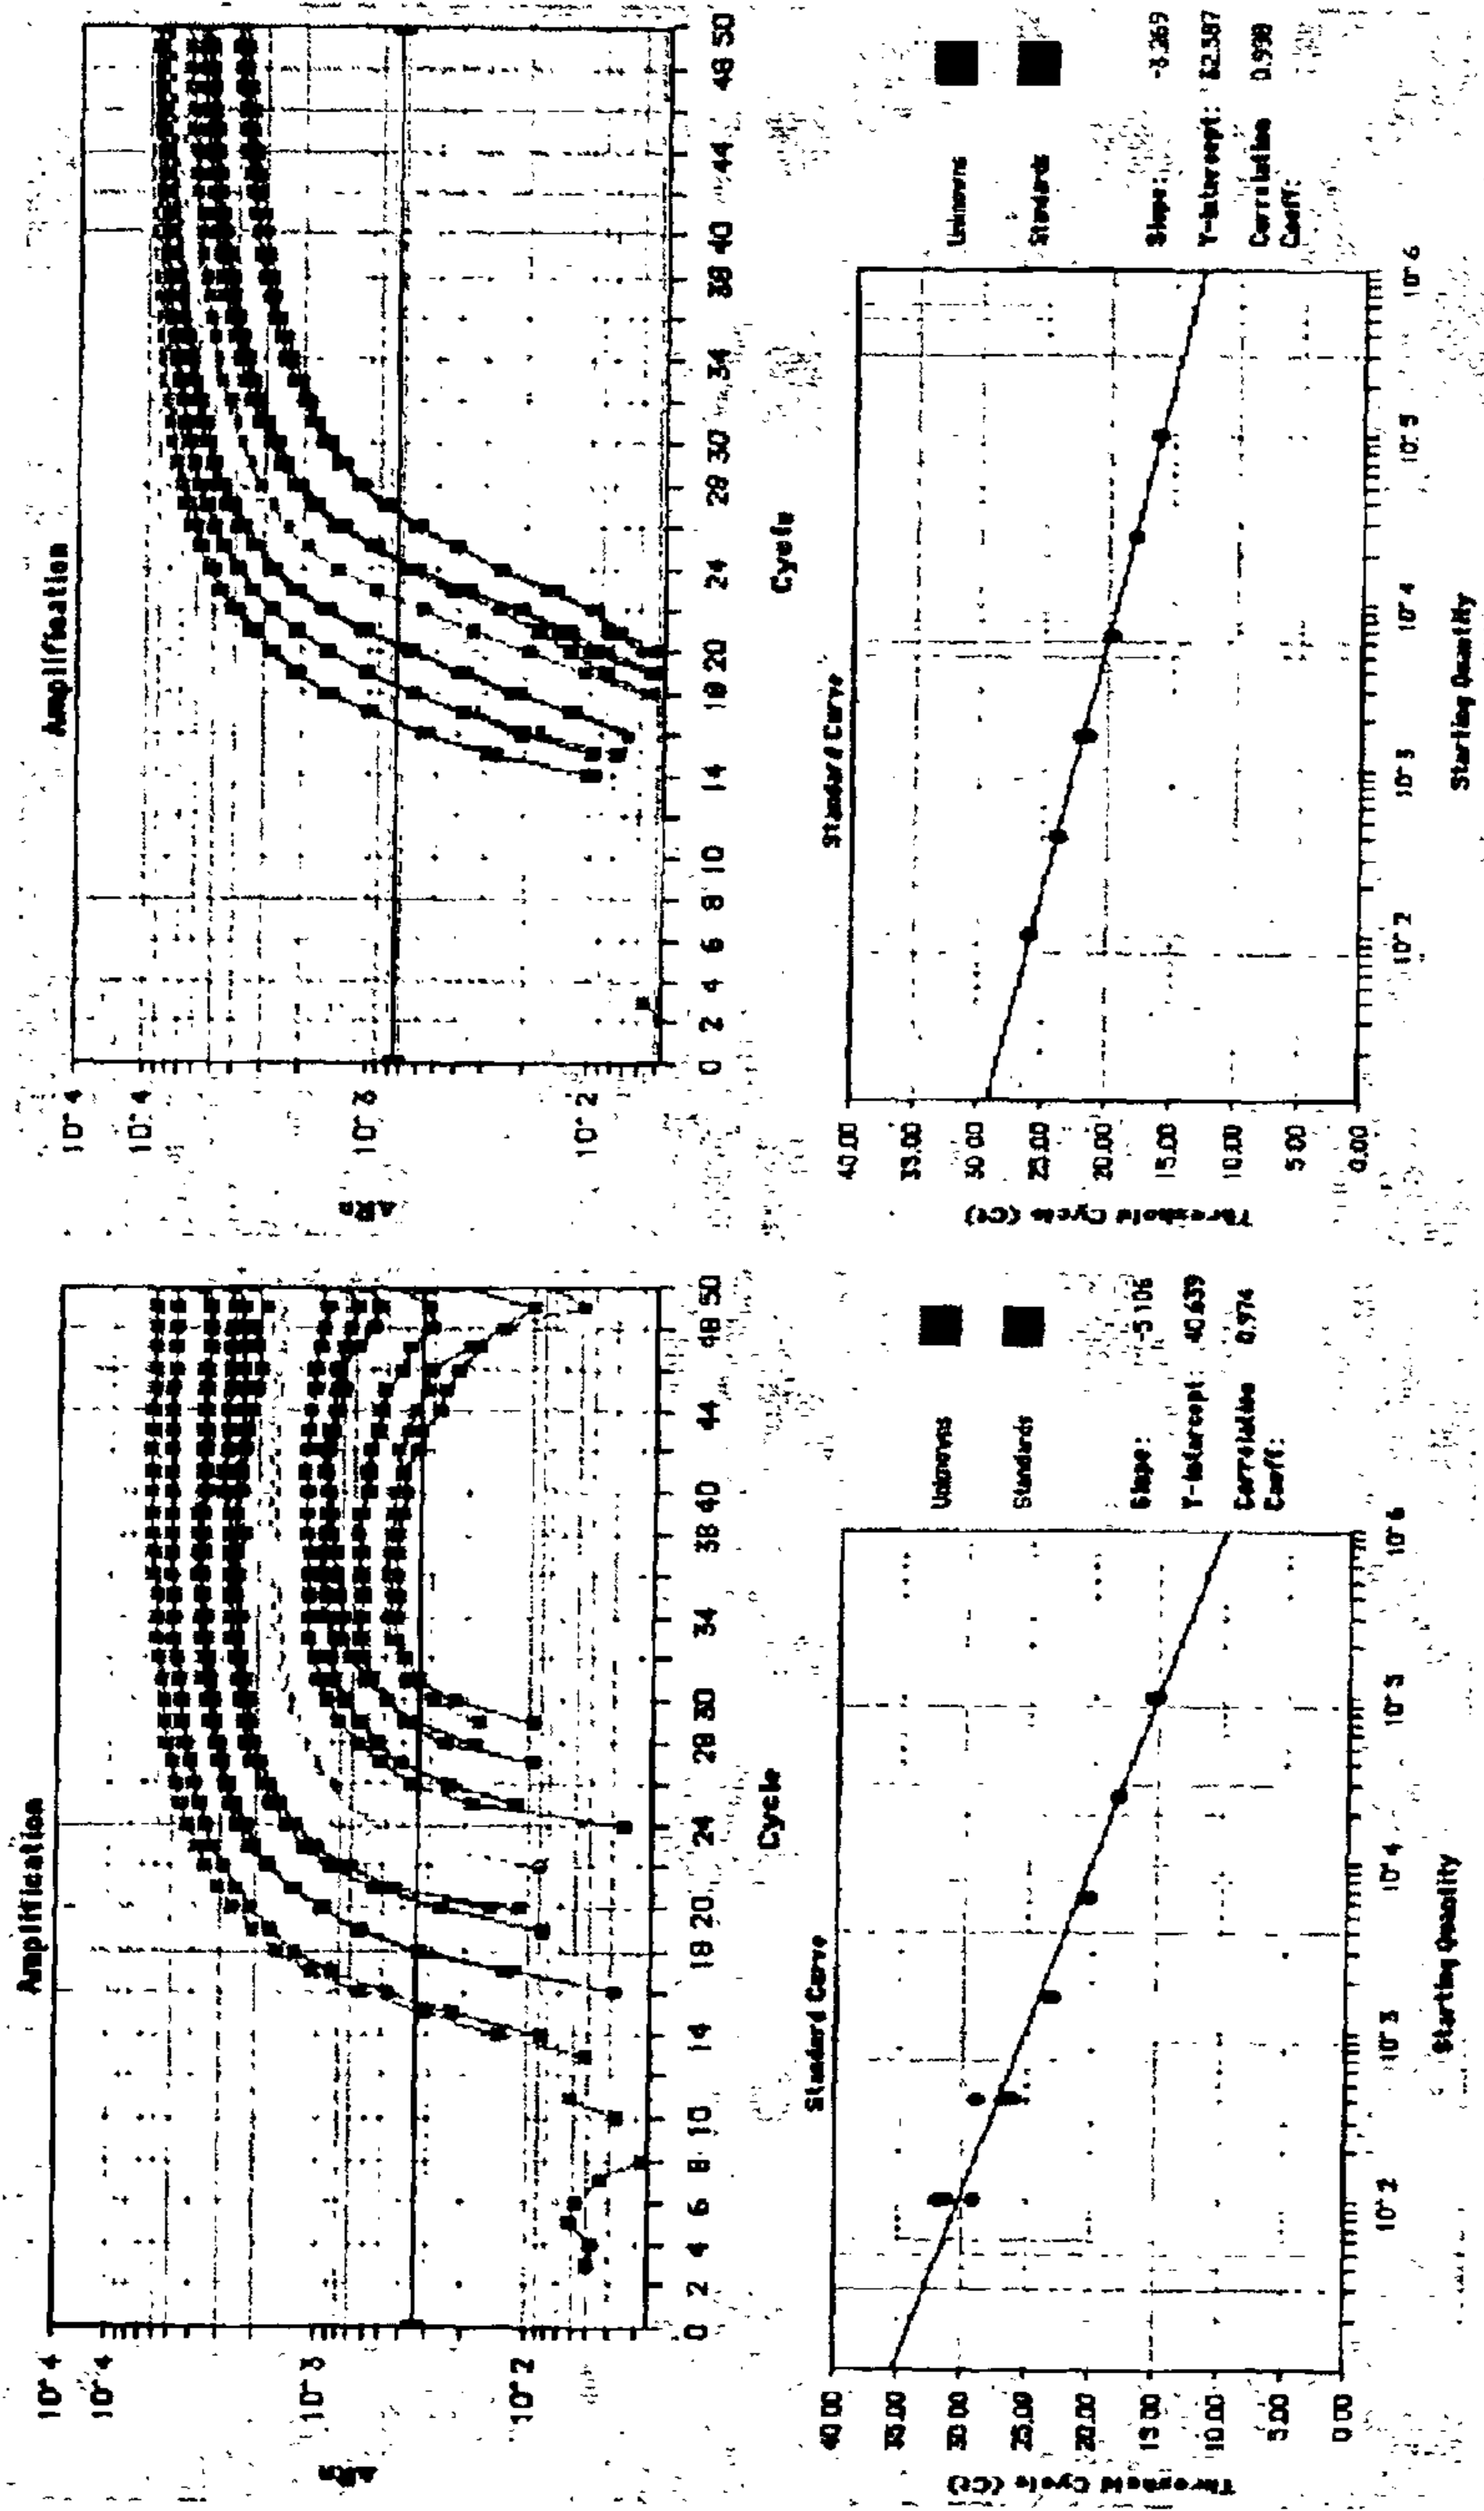 Amplification
10^4
10^4
10^3
10^2
ΔRn
0 2 4 6 8 10 14 18 20 24 28 30 34 38 40 44 48 50
Cycle
Standard Curve
40.00
35.00
30.00
25.00
20.00
15.00
10.00
5.00
0.00
Threshold Cycle (Ct)
10^2 10^3 10^4 10^5 10^6
Starting Quantity
Unknowns
Standards
Slope: -5.106
Y-Intercept: 40.639
Correlation 0.974
Coeff:
Amplification
10^4
10^4
10^3
10^2
ΔRn
0 2 4 6 8 10 14 18 20 24 28 30 34 38 40 44 48 50
Cycle
Standard Curve
40.00
35.00
30.00
25.00
20.00
15.00
10.00
5.00
0.00
Threshold Cycle (Ct)
10^2 10^3 10^4 10^5 10^6
Starting Quantity
Unknowns
Standards
Slope: -3.269
Y-Intercept:
Correlation 0.998
Coeff: